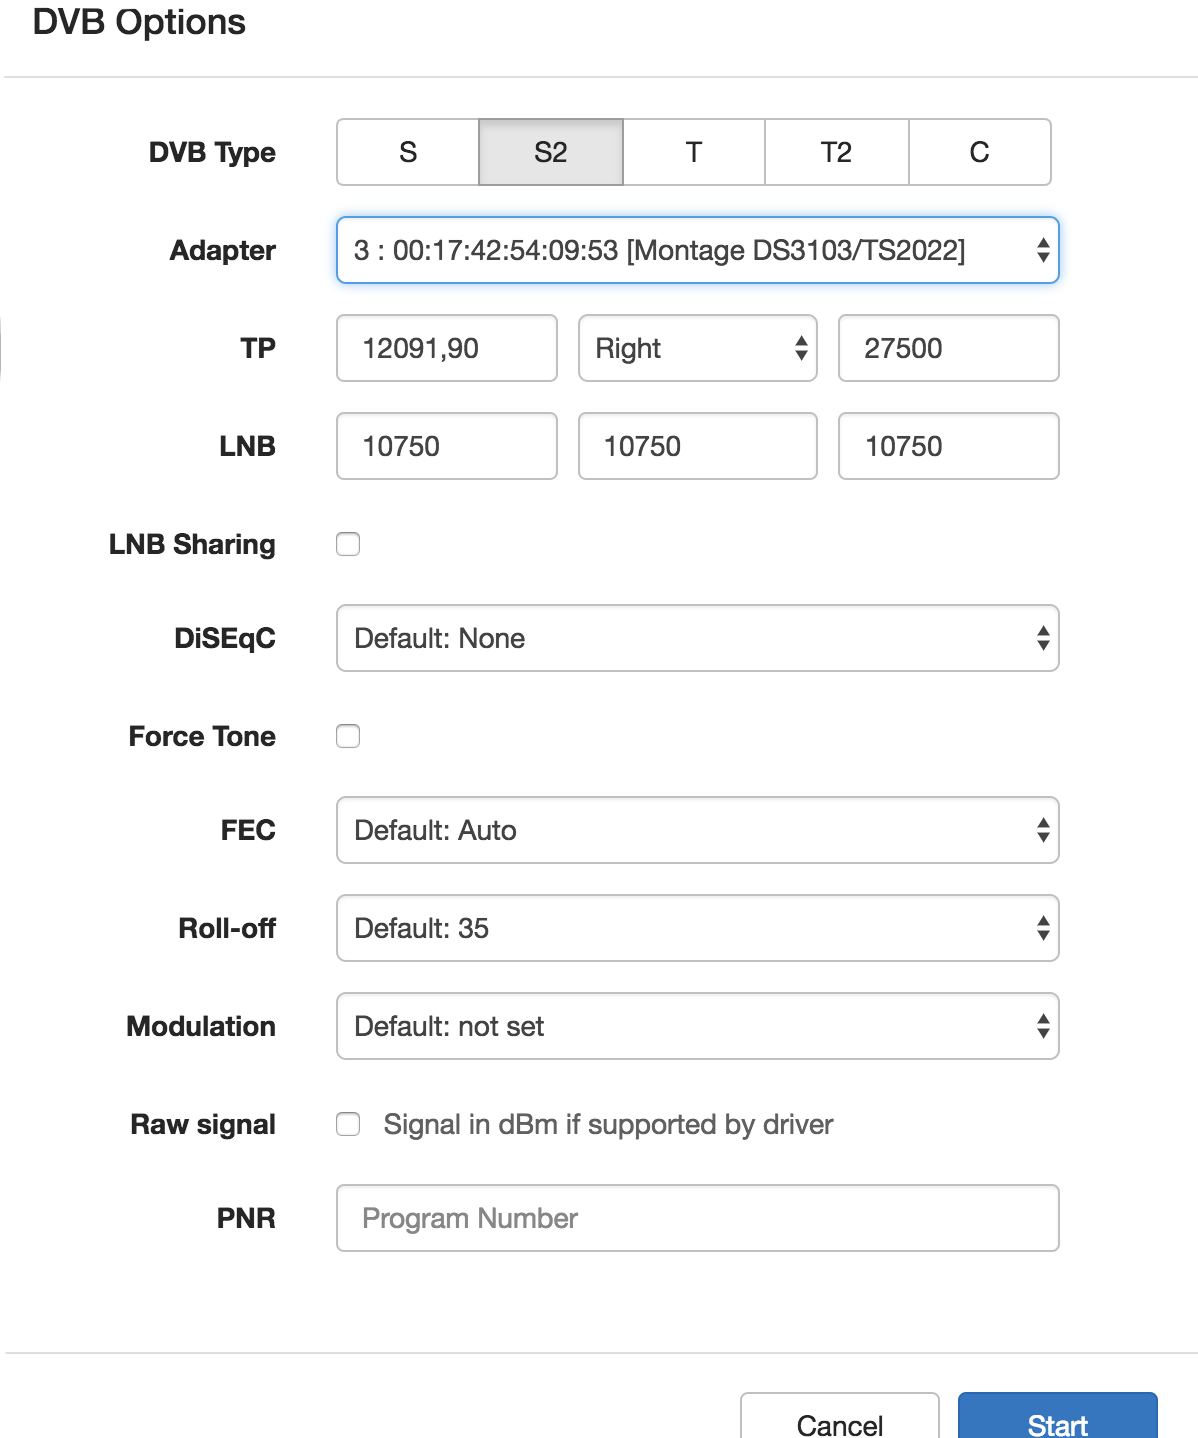 DVB Options
DVB Type S S2 T T2 C
Adapter 3 : 00:17:42:54:09:53 [Montage DS3103/TS2022]
TP 12091,90 Right 27500
LNB 10750 10750 10750
LNB Sharing
DiSEqC Default: None
Force Tone
FEC Default: Auto
Roll-off Default: 35
Modulation Default: not set
Raw signal Signal in dBm if supported by driver
PNR Program Number
Cancel Start